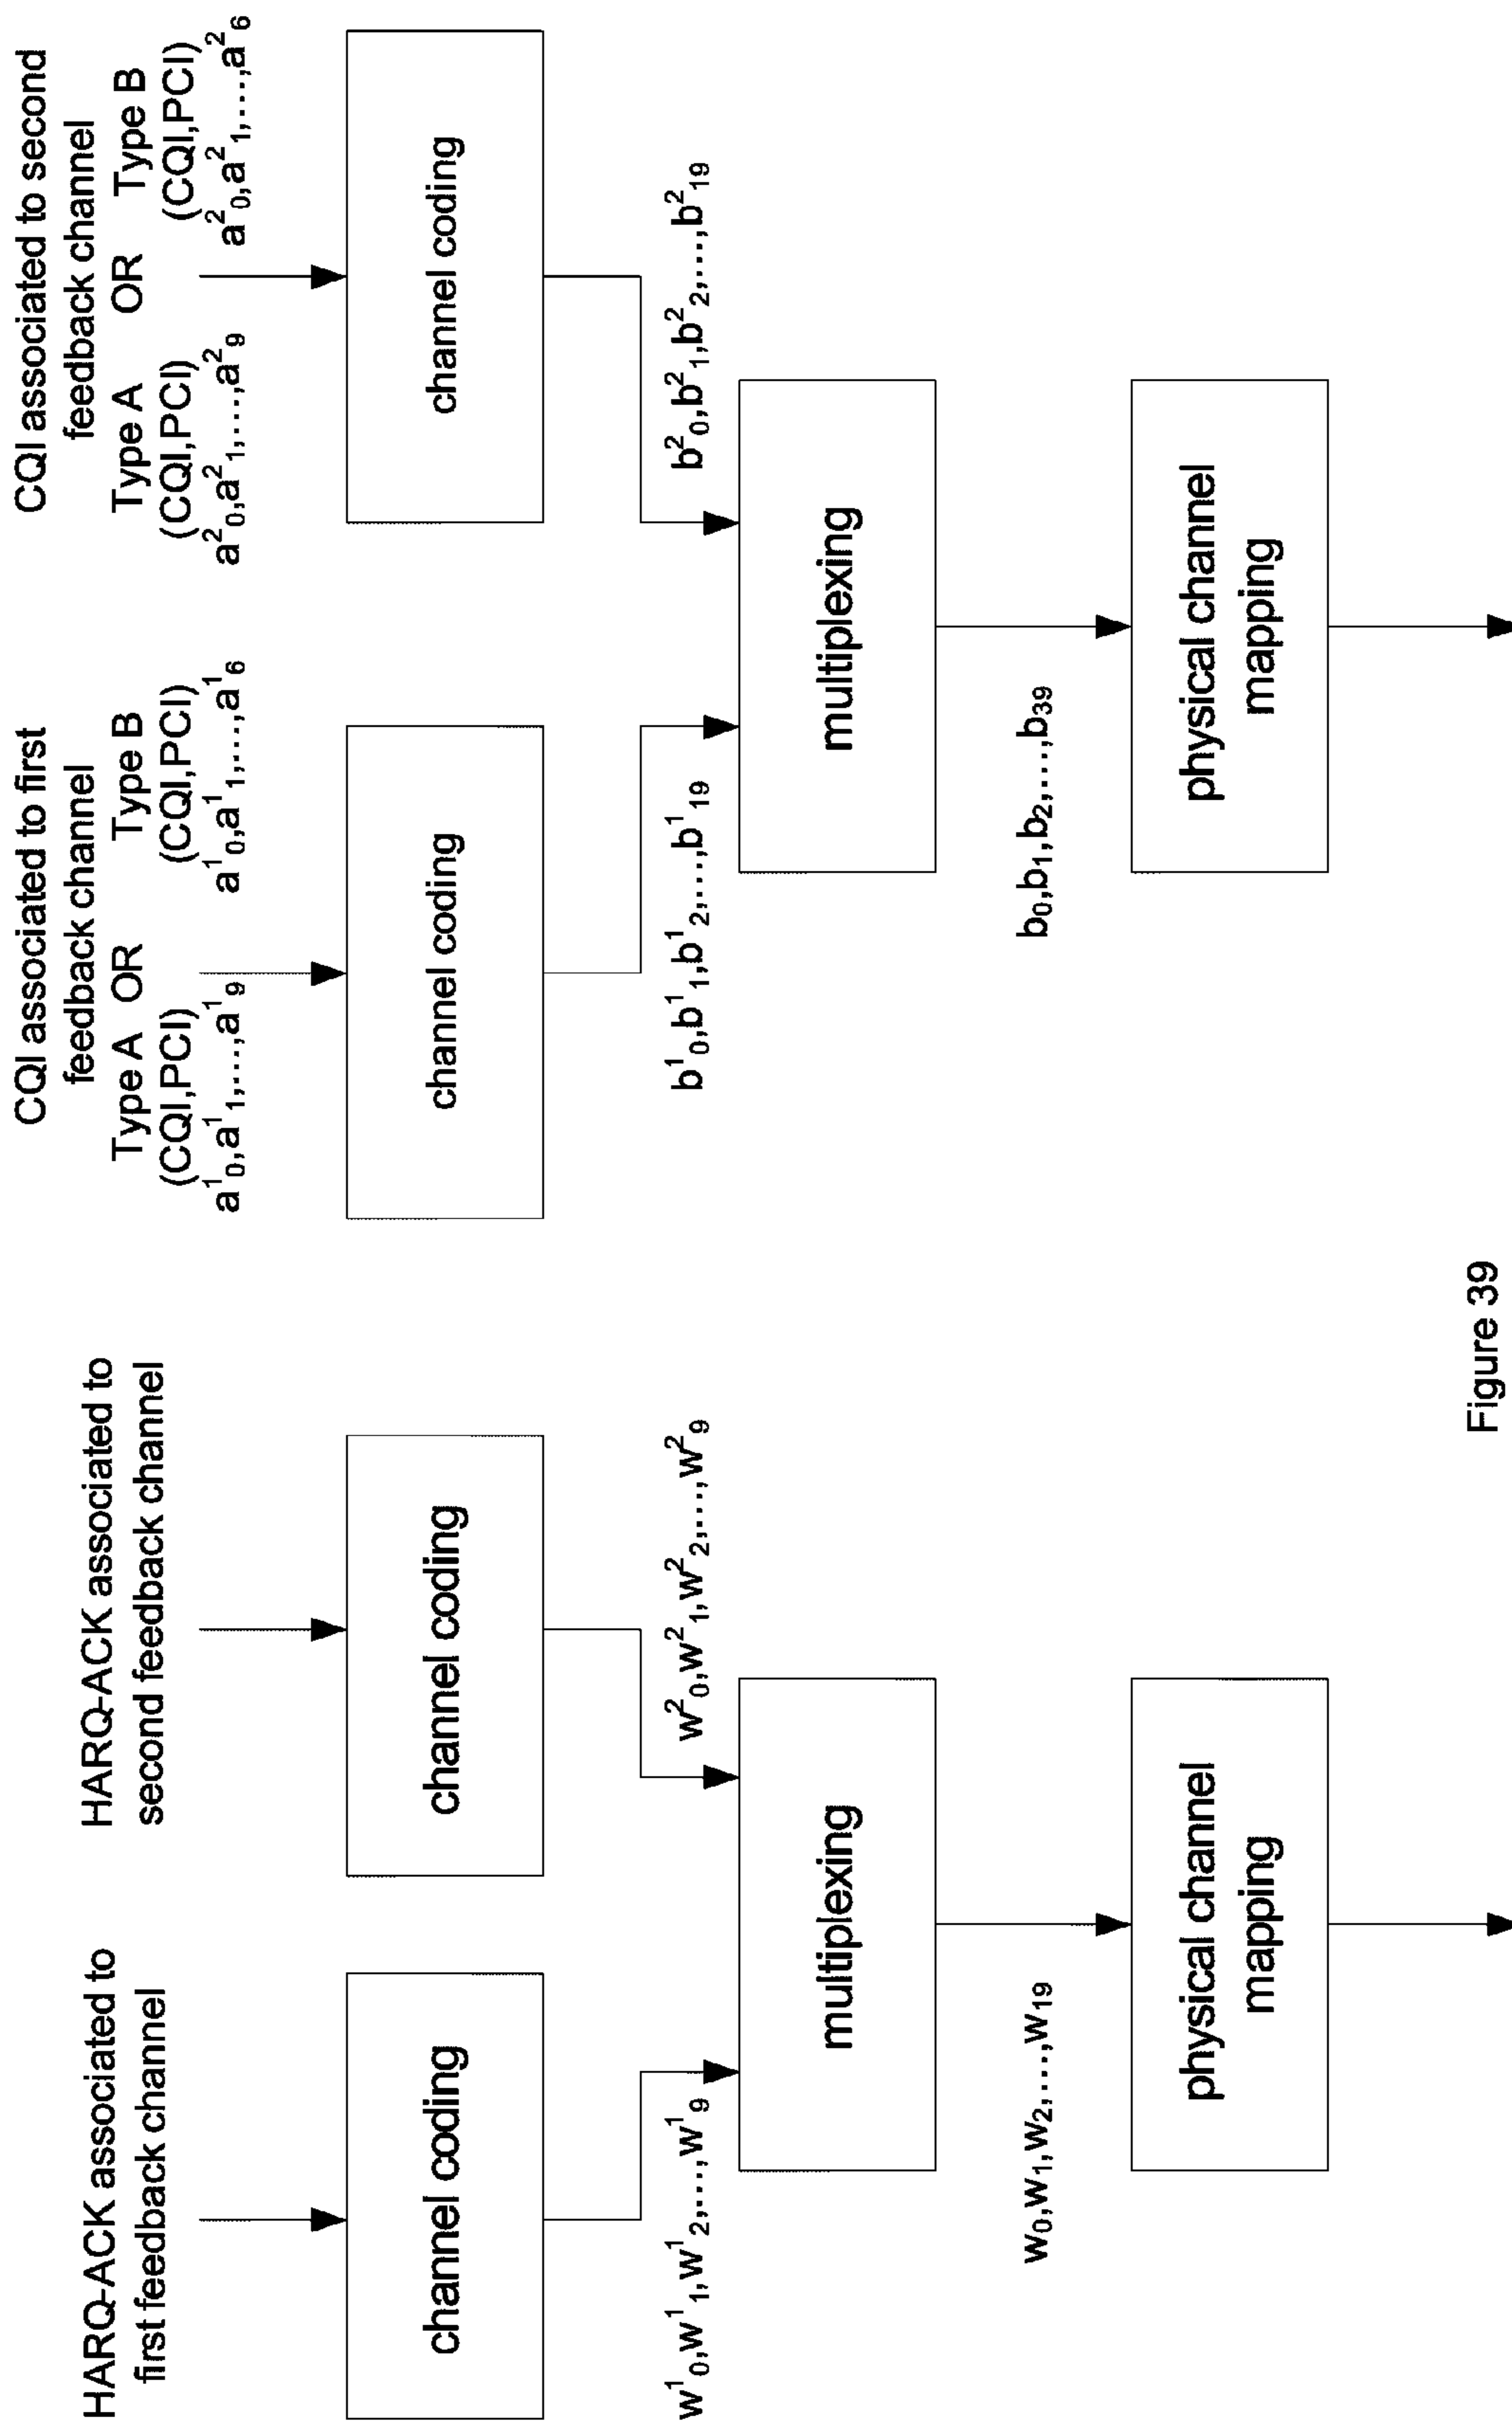 HARQ-ACK associated to
first feedback channel
HARQ-ACK associated to
second feedback channel
channel coding
channel coding
w¹₀,w¹₁,w¹₂,...,w¹₉
w²₀,w²₁,w²₂,...,w²₉
multiplexing
w₀,w₁,w₂,...,w₁₉
physical channel
mapping
CQI associated to first
feedback channel
Type A OR Type B
(CQI,PCI) (CQI,PCI)
a¹₀,a¹₁,...,a¹₉ a¹₀,a¹₁,...,a¹₆
CQI associated to second
feedback channel
Type A OR Type B
(CQI,PCI) (CQI,PCI)
a²₀,a²₁,...,a²₉ a²₀,a²₁,...,a²₆
channel coding
channel coding
b¹₀,b¹₁,b¹₂,...,b¹₁₉
b²₀,b²₁,b²₂,...,b²₁₉
multiplexing
b₀,b₁,b₂,...,b₃₉
physical channel
mapping
Figure 39